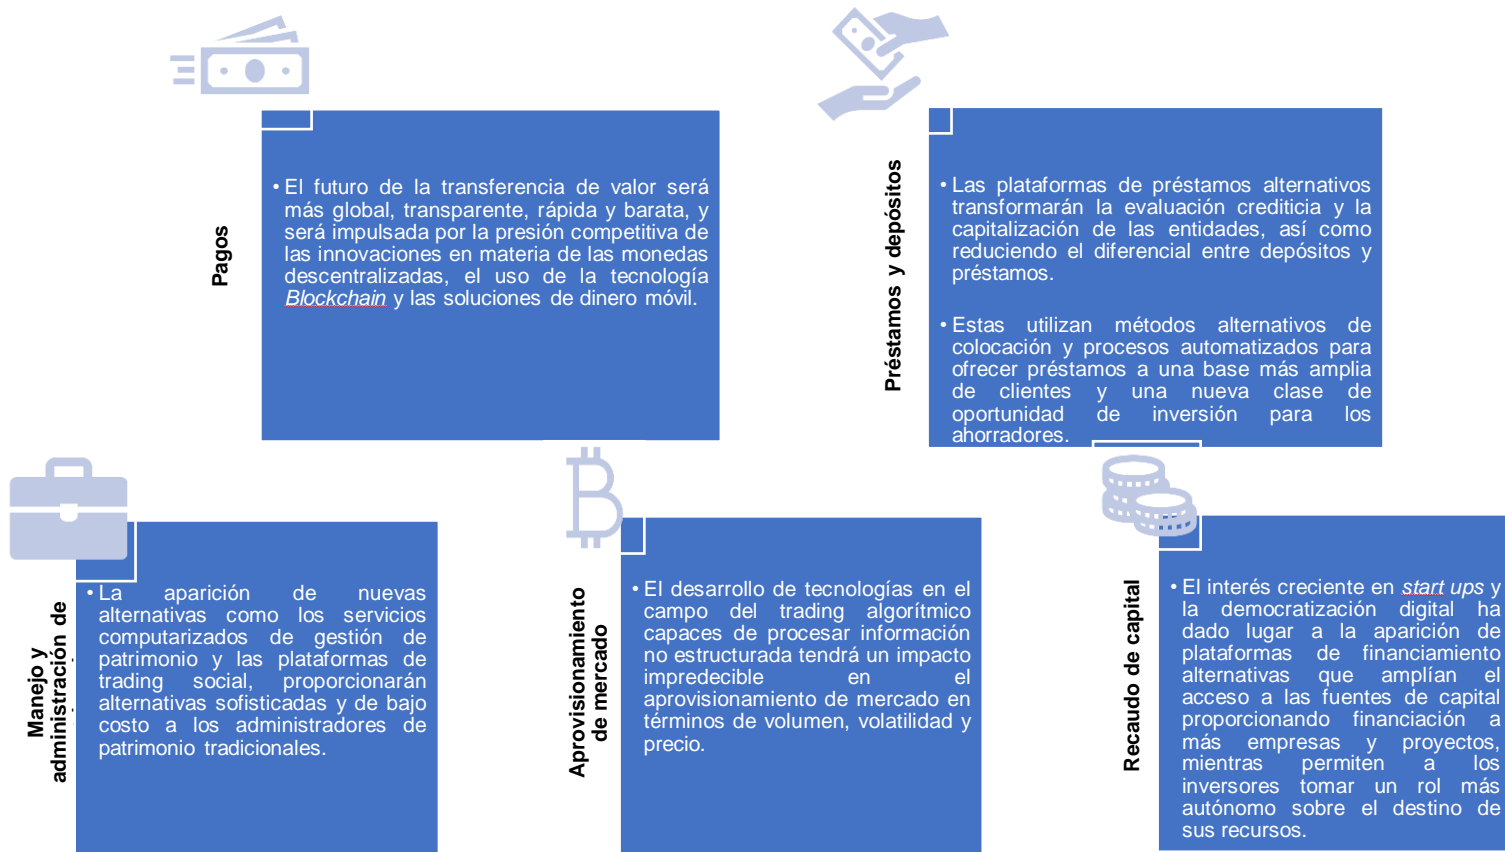 Pagos
• El futuro de la transferencia de valor será
más global, transparente, rápida y barata, y
será impulsada por la presión competitiva de
las innovaciones en materia de las monedas
descentralizadas, el uso de la tecnología
Blockchain y las soluciones de dinero móvil.
Préstamos y depósitos
• Las plataformas de préstamos alternativos
transformarán la evaluación crediticia y la
capitalización de las entidades, así como
reduciendo el diferencial entre depósitos y
préstamos.
• Estas utilizan métodos alternativos de
colocación y procesos automatizados para
ofrecer préstamos a una base más amplia
de clientes y una nueva clase de
oportunidad de inversión para los
ahorradores.
Manejo y
administración de
• La aparición de nuevas
alternativas como los servicios
computarizados de gestión de
patrimonio y las plataformas de
trading social, proporcionarán
alternativas sofisticadas y de bajo
costo a los administradores de
patrimonio tradicionales.
Aprovisionamiento
de mercado
• El desarrollo de tecnologías en el
campo del trading algorítmico
capaces de procesar información
no estructurada tendrá un impacto
impredecible en el
aprovisionamiento de mercado en
términos de volumen, volatilidad y
precio.
Recaudo de capital
• El interés creciente en start ups y
la democratización digital ha
dado lugar a la aparición de
plataformas de financiamiento
alternativas que amplían el
acceso a las fuentes de capital
proporcionando financiación a
más empresas y proyectos,
mientras permiten a los
inversores tomar un rol más
autónomo sobre el destino de
sus recursos.